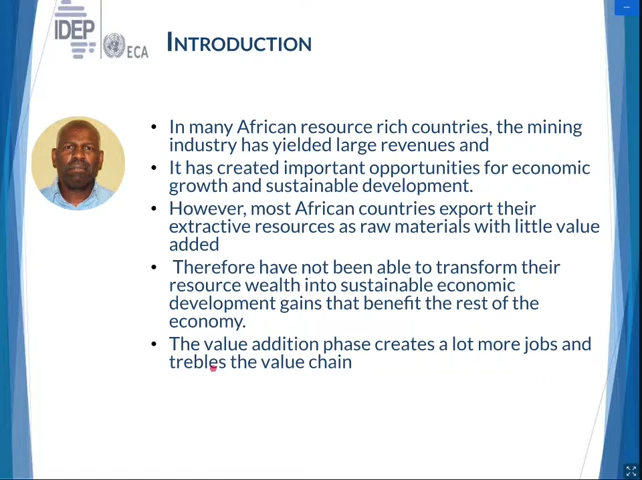 IDEP
ECA
INTRODUCTION
• In many African resource rich countries, the mining
industry has yielded large revenues and
• It has created important opportunities for economic
growth and sustainable development.
• However, most African countries export their
extractive resources as raw materials with little value
added
• Therefore have not been able to transform their
resource wealth into sustainable economic
development gains that benefit the rest of the
economy.
• The value addition phase creates a lot more jobs and
trebles the value chain